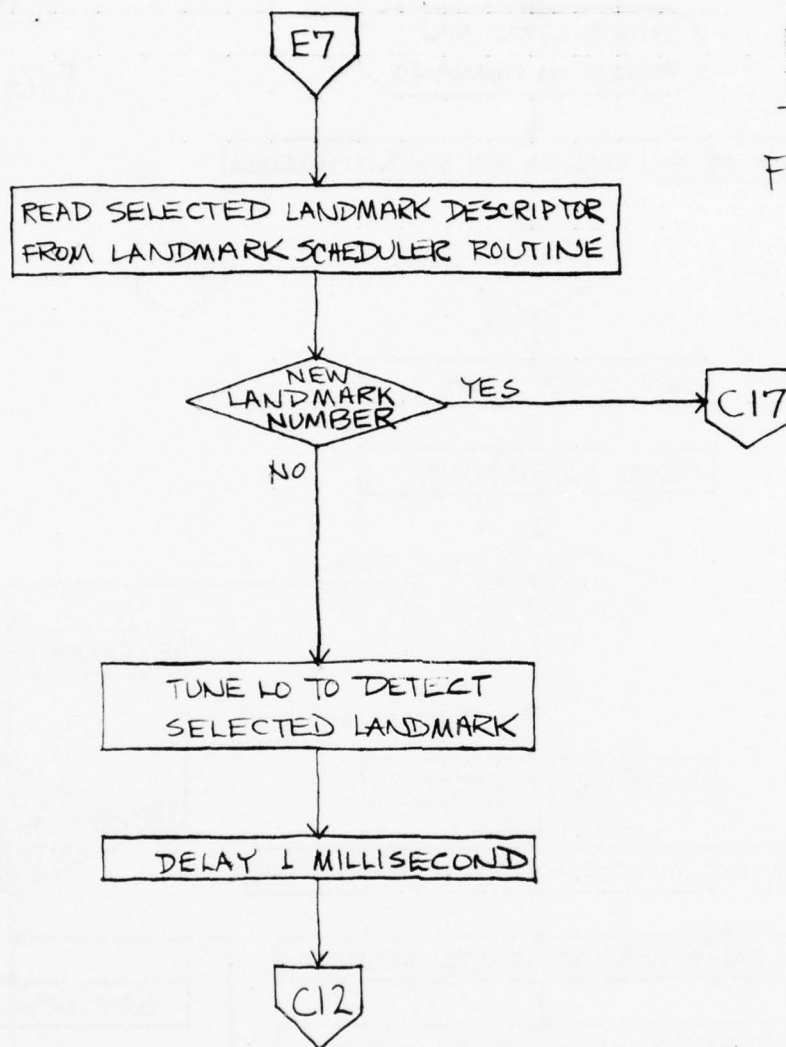 E7
READ SELECTED LANDMARK DESCRIPTOR
FROM LANDMARK SCHEDULER ROUTINE
NEW
LANDMARK
NUMBER
YES
C17
NO
TUNE LO TO DETECT
SELECTED LANDMARK
DELAY 1 MILLISECOND
C12